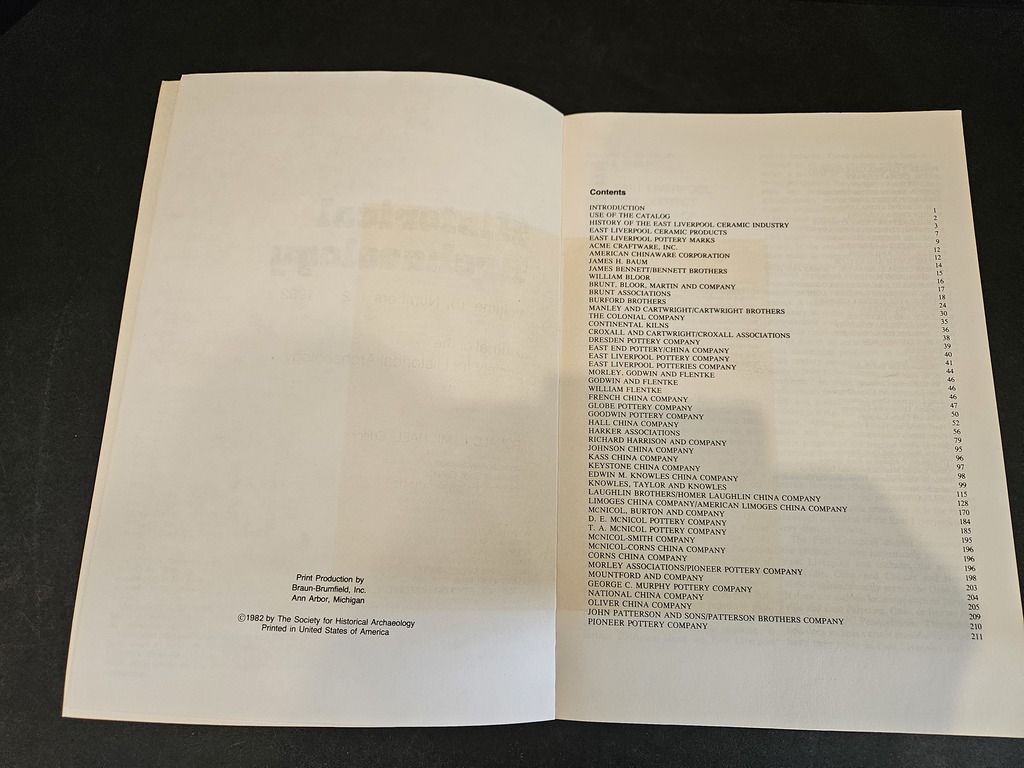 Print Production by
Braun-Brumfield, Inc.
Ann Arbor, Michigan
©1982 by The Society for Historical Archaeology
Printed in United States of America
Contents
INTRODUCTION 1
USE OF THE CATALOG 2
HISTORY OF THE EAST LIVERPOOL CERAMIC INDUSTRY 3
EAST LIVERPOOL CERAMIC PRODUCTS 7
EAST LIVERPOOL POTTERY MARKS 9
ACME CRAFTWARE, INC. 12
AMERICAN CHINAWARE CORPORATION 12
JAMES H. BAUM 14
JAMES BENNETT/BENNETT BROTHERS 15
WILLIAM BLOOR 16
BRUNT, BLOOR, MARTIN AND COMPANY 17
BRUNT ASSOCIATIONS 18
BURFORD BROTHERS 24
MANLEY AND CARTWRIGHT/CARTWRIGHT BROTHERS 30
THE COLONIAL COMPANY 35
CONTINENTAL KILNS 36
CROXALL AND CARTWRIGHT/CROXALL ASSOCIATIONS 38
DRESDEN POTTERY COMPANY 39
EAST END POTTERY/CHINA COMPANY 40
EAST LIVERPOOL POTTERY COMPANY 41
EAST LIVERPOOL POTTERIES COMPANY 44
MORLEY, GODWIN AND FLENTKE 46
GODWIN AND FLENTKE 46
WILLIAM FLENTKE 46
FRENCH CHINA COMPANY 47
GLOBE POTTERY COMPANY 50
GOODWIN POTTERY COMPANY 52
HALL CHINA COMPANY 56
HARKER ASSOCIATIONS 79
RICHARD HARRISON AND COMPANY 95
JOHNSON CHINA COMPANY 96
KASS CHINA COMPANY 97
KEYSTONE CHINA COMPANY 98
EDWIN M. KNOWLES CHINA COMPANY 99
KNOWLES, TAYLOR AND KNOWLES 115
LAUGHLIN BROTHERS/HOMER LAUGHLIN CHINA COMPANY 128
LIMOGES CHINA COMPANY/AMERICAN LIMOGES CHINA COMPANY 170
MCNICOL, BURTON AND COMPANY 184
D. E. MCNICOL POTTERY COMPANY 185
T. A. MCNICOL POTTERY COMPANY 195
MCNICOL-SMITH COMPANY 196
MCNICOL-CORNS CHINA COMPANY 196
CORNS CHINA COMPANY 196
MORLEY ASSOCIATIONS/PIONEER POTTERY COMPANY 198
MOUNTFORD AND COMPANY 203
GEORGE C. MURPHY POTTERY COMPANY 204
NATIONAL CHINA COMPANY 205
OLIVER CHINA COMPANY 209
JOHN PATTERSON AND SONS/PATTERSON BROTHERS COMPANY 210
PIONEER POTTERY COMPANY 211